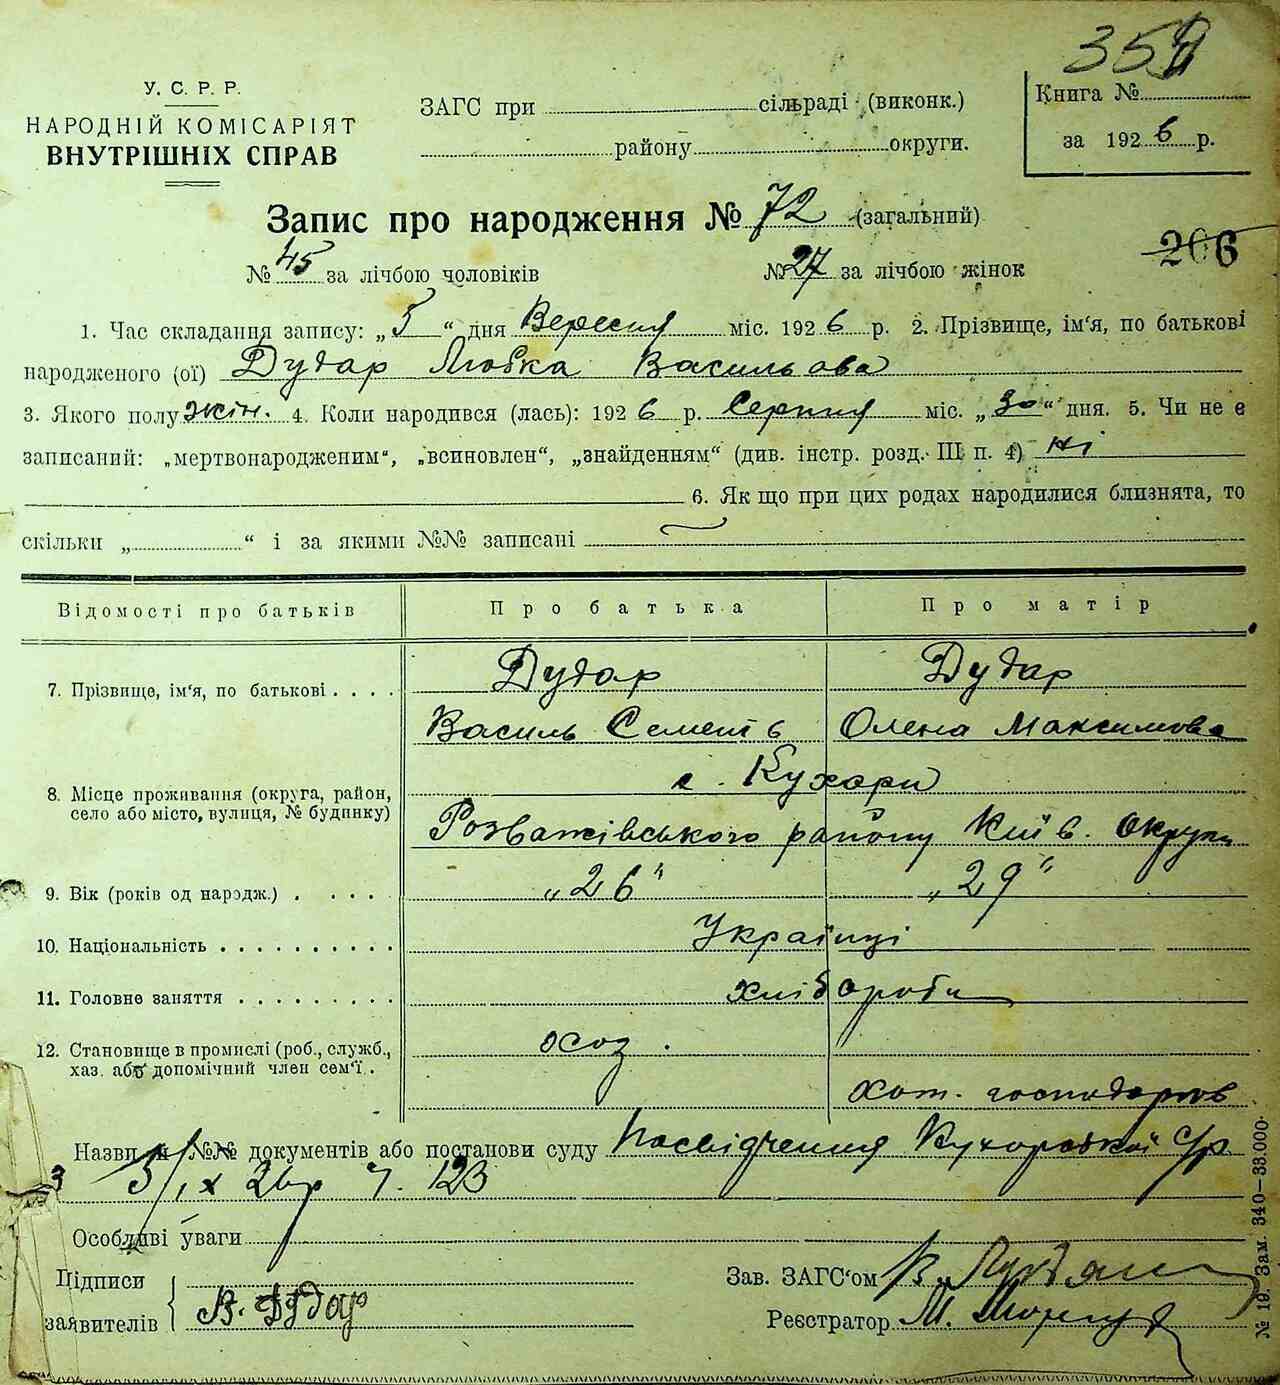 У. С. Р. Р.
НАРОДНІЙ КОМІСАРІЯТ
ВНУТРІШНІХ СПРАВ
ЗАГС при сільраді (виконк.)
району округи.
35
Книга №
за 1926 р.
Запис про народження № 72 (загальний)
206
№ 45 за лічбою чоловіків № 27 за лічбою жінок
1. Час складання запису: „5“ дня Вересня міс. 1926 р. 2. Прізвище, ім‘я, по батькові
народженого (ої) Дудар Любка Васильова
3. Якого полу жін. 4. Коли народився (лась): 1926 р. Серпня міс. „30“ дня. 5. Чи не є
записаний: „мертвонародженим“, „всиновлен“, „знайденням“ (див. інстр. розд. III п. 4) ні
6. Як що при цих родах народилися близнята, то
скільки „ “ і за якими №№ записані
Відомості про батьків Про батька Про матір
7. Прізвище, ім‘я, по батькові Дудар Дудар
Василь Семенів Олена Максимова
8. Місце проживання (округа, район, село або місто, вулиця, № будинку) с. Кухари
Розважівського району Київ. округи
9. Вік (років од народж.) „26“ „29“
10. Національність Українці
11. Головне заняття хлібороби
12. Становище в промислі (роб., служб., хаз. або допомічний член сем‘ї. осоз.
хот. господарств
Назви и №№ документів або постанови суду Посвідчення Кухарської с/р
з 5/IX 26р ч. 123
Особливі уваги
Підписи заявителів В. Дудар
Зав. ЗАГС‘ом В.
Реєстратор М.
№ 19. Зам. 340—33.000.